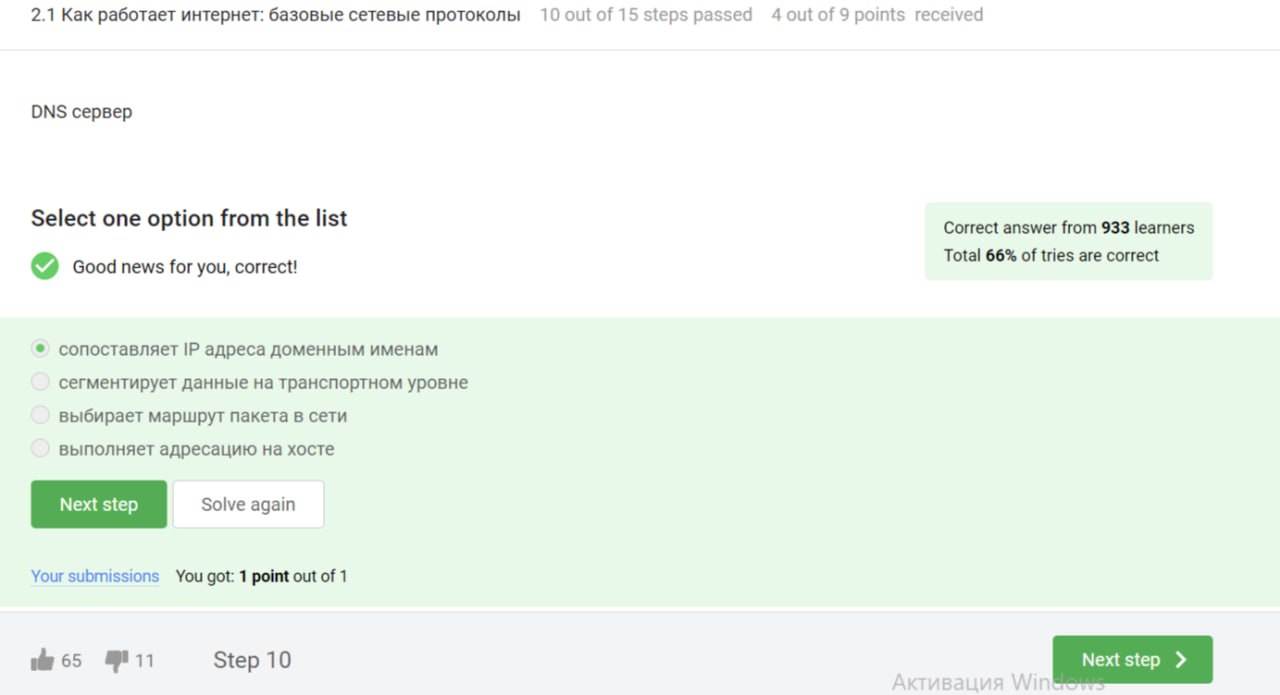 2.1 Как работает интернет: базовые сетевые протоколы 10 out of 15 steps passed 4 out of 9 points received
DNS сервер
Select one option from the list
Good news for you, correct!
Correct answer from 933 learners
Total 66% of tries are correct
сопоставляет IP адреса доменным именам
сегментирует данные на транспортном уровне
выбирает маршрут пакета в сети
выполняет адресацию на хосте
Next step Solve again
Your submissions You got: 1 point out of 1
65 11 Step 10 Next step
Активация Windows